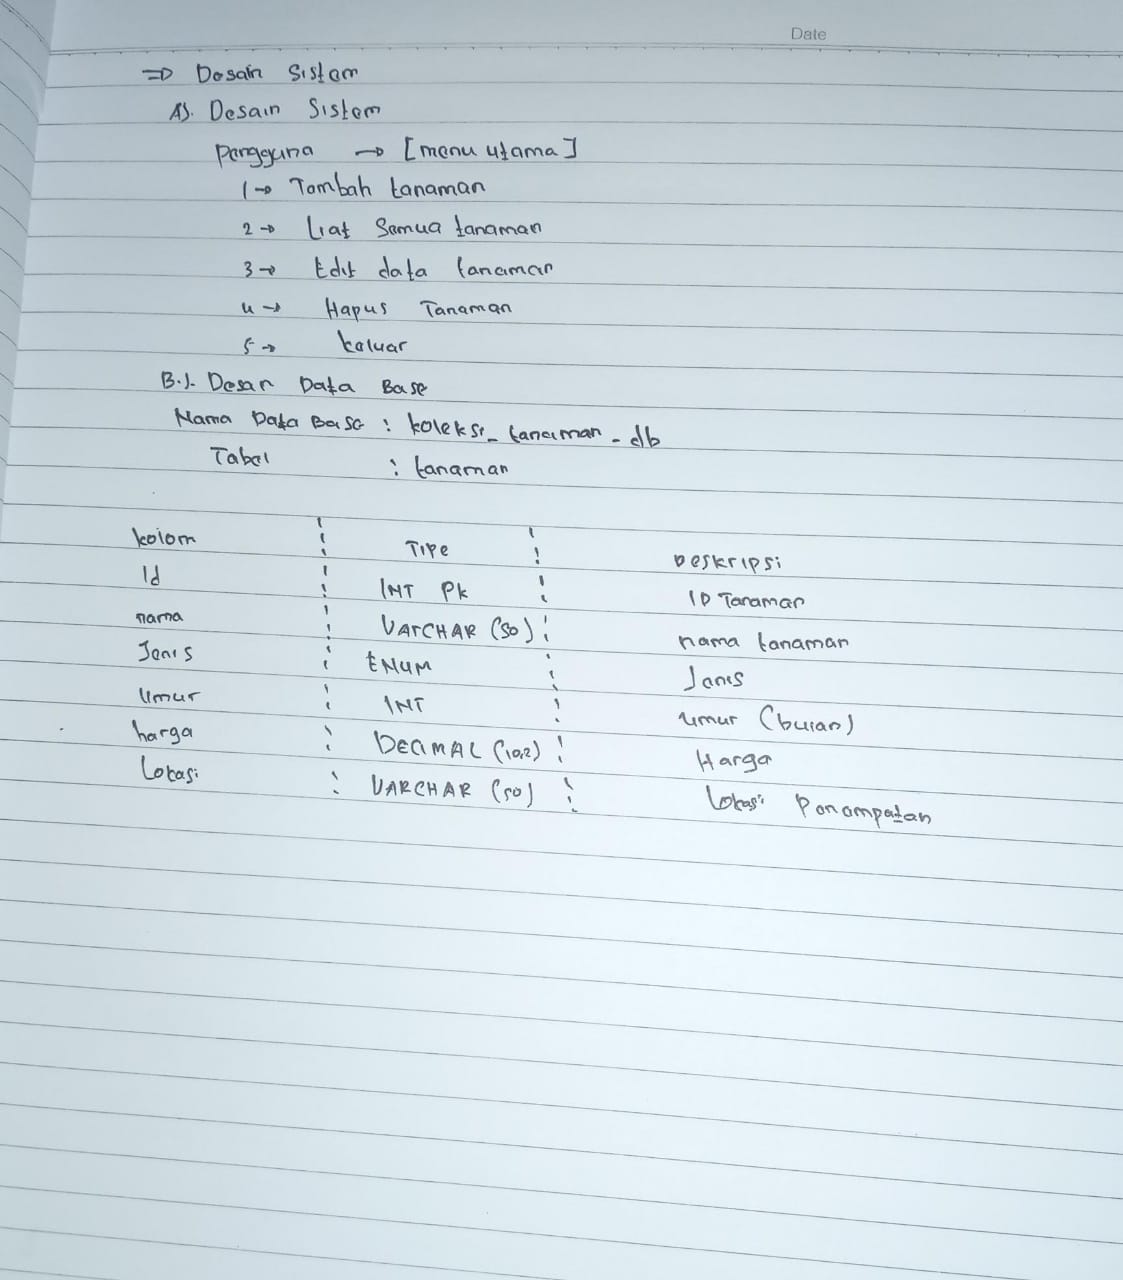 Date
=> Desain Sistem
A). Desain Sistem
Pengguna → [menu utama]
1 → Tambah tanaman
2 → Liat Semua tanaman
3 → Edit data tanaman
4 → Hapus Tanaman
5 → keluar
B.). Desan Data Base
Nama Data Base : koleksi_tanaman_db
Tabel : tanaman
kolom ¦ TIPE ¦ Deskripsi
Id ¦ INT PK ¦ ID Tanaman
nama ¦ VARCHAR (50) ¦ nama tanaman
Jenis ¦ ENUM ¦ Jenis
Umur ¦ INT ¦ umur (bulan)
harga ¦ DECIMAL (10,2) ¦ Harga
Lokasi ¦ VARCHAR (50) ¦ Lokasi Penempatan